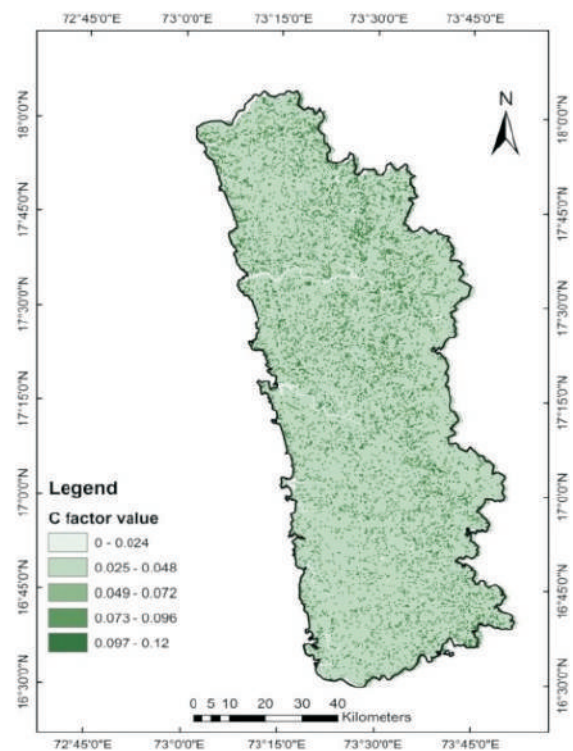 72°45'0"E 73°0'0"E 73°15'0"E 73°30'0"E 73°45'0"E
N
18°0'0"N 18°0'0"N
17°45'0"N 17°45'0"N
17°30'0"N 17°30'0"N
17°15'0"N 17°15'0"N
17°0'0"N 17°0'0"N
16°45'0"N 16°45'0"N
16°30'0"N 16°30'0"N
Legend
C factor value
0 - 0.024
0.025 - 0.048
0.049 - 0.072
0.073 - 0.096
0.097 - 0.12
0 5 10 20 30 40
Kilometers
72°45'0"E 73°0'0"E 73°15'0"E 73°30'0"E 73°45'0"E